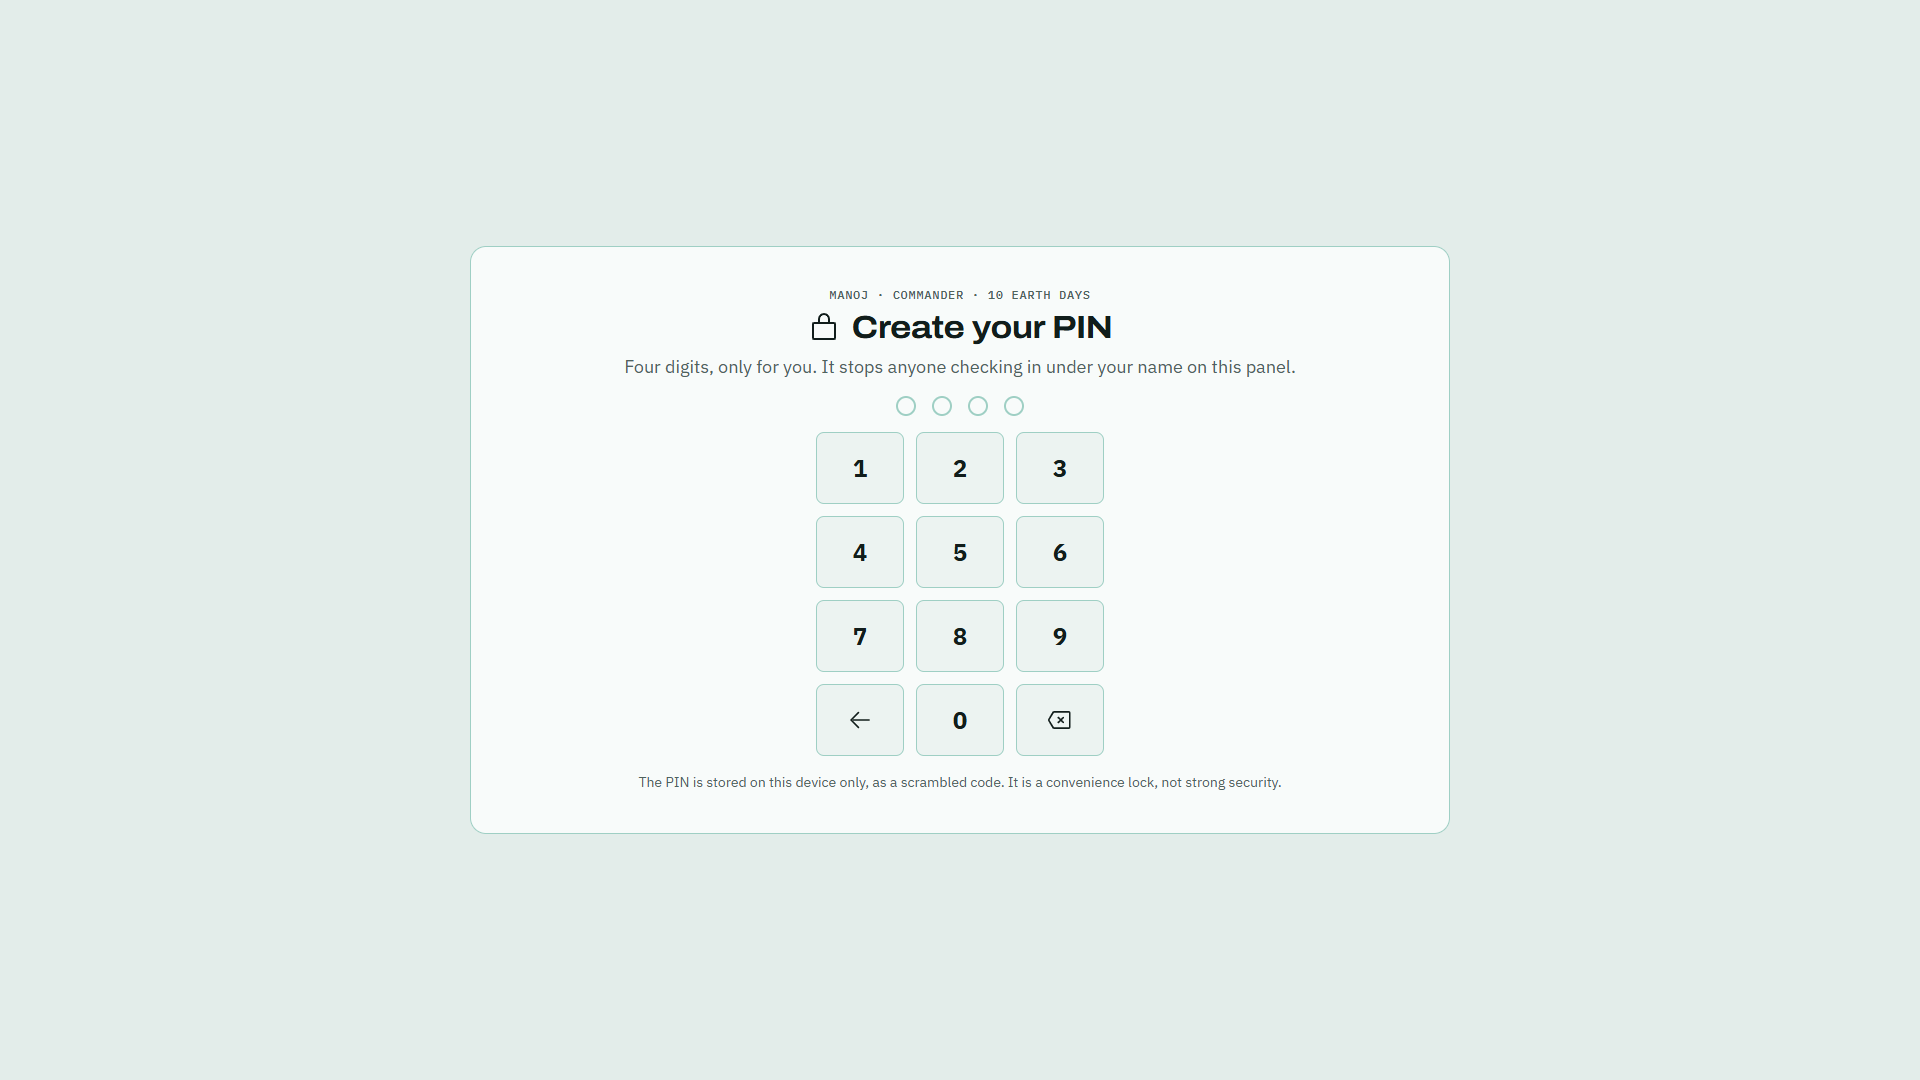 MANOJ · COMMANDER · 10 EARTH DAYS
Create your PIN
Four digits, only for you. It stops anyone checking in under your name on this panel.
1 2 3
4 5 6
7 8 9
0
The PIN is stored on this device only, as a scrambled code. It is a convenience lock, not strong security.